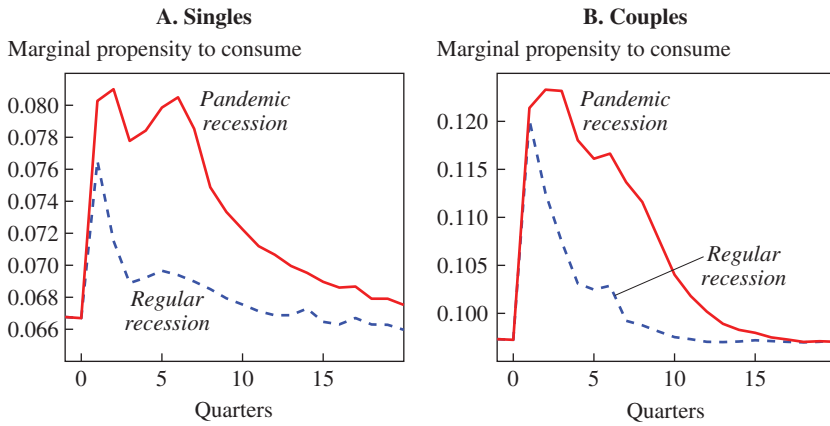 A. Singles
Marginal propensity to consume
0.080
0.078
0.076
0.074
0.072
0.070
0.068
0.066
Pandemic
recession
Regular
recession
0
5
10
15
Quarters
B. Couples
Marginal propensity to consume
0.120
0.115
0.110
0.105
0.100
Pandemic
recession
Regular
recession
0
5
10
15
Quarters